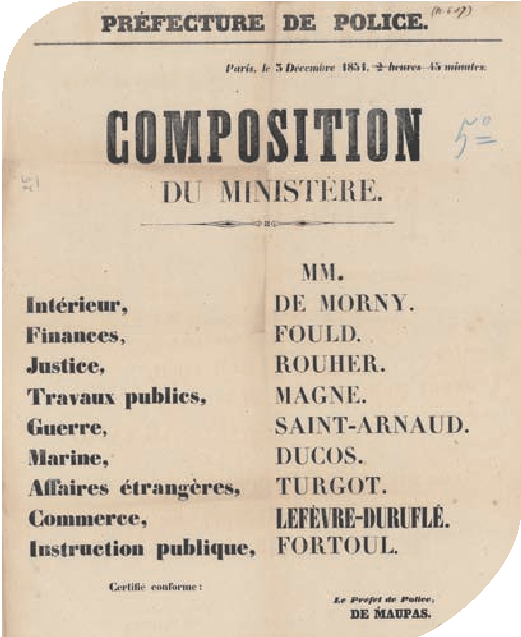 PRÉFECTURE DE POLICE.
Paris, le 3 Décembre 1851, 2 heures 45 minutes.
COMPOSITION
5°
DU MINISTÈRE.
MM.
Intérieur, DE MORNY.
Finances, FOULD.
Justice, ROUHER.
Travaux publics, MAGNE.
Guerre, SAINT-ARNAUD.
Marine, DUCOS.
Affaires étrangères, TURGOT.
Commerce, LEFÈVRE-DURUFLÉ.
Instruction publique, FORTOUL.
Certifié conforme :
Le Préfet de Police,
DE MAUPAS.